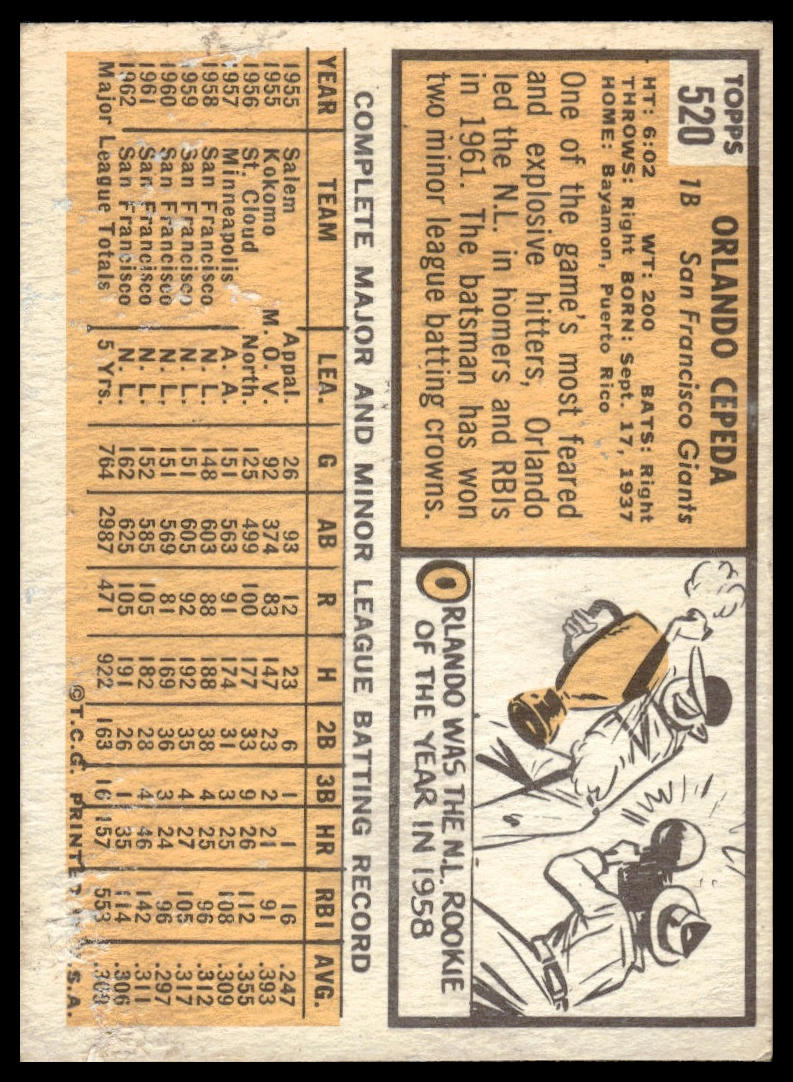 TOPPS
520
ORLANDO CEPEDA
1B San Francisco Giants
HT: 6:02 WT: 200 BATS: Right
THROWS: Right BORN: Sept. 17, 1937
HOME: Bayamon, Puerto Rico
One of the game's most feared
and explosive hitters, Orlando
led the N.L. in homers and RBIs
in 1961. The batsman has won
two minor league batting crowns.
ORLANDO WAS THE N.L. ROOKIE
OF THE YEAR IN 1958
COMPLETE MAJOR AND MINOR LEAGUE BATTING RECORD
YEAR TEAM LEA. G AB R H 2B 3B HR RBI AVG.
1955 Salem Appal. 26 93 12 23 6 1 1 16 .247
1955 Kokomo M. O. V. 92 374 83 147 23 2 21 91 .393
1956 St. Cloud North. 125 499 100 177 33 9 26 112 .355
1957 Minneapolis A. A. 151 563 91 174 31 3 25 108 .309
1958 San Francisco N. L. 148 603 88 188 38 4 25 96 .312
1959 San Francisco N. L. 151 605 92 192 35 4 27 105 .317
1960 San Francisco N. L. 151 569 81 169 36 3 24 96 .297
1961 San Francisco N. L. 152 585 105 182 28 4 46 142 .311
1962 San Francisco N. L. 162 625 105 191 26 1 35 114 .306
Major League Totals 5 Yrs. 764 2987 471 922 163 16 157 553 .309
©T.C.G. PRINTED IN U.S.A.